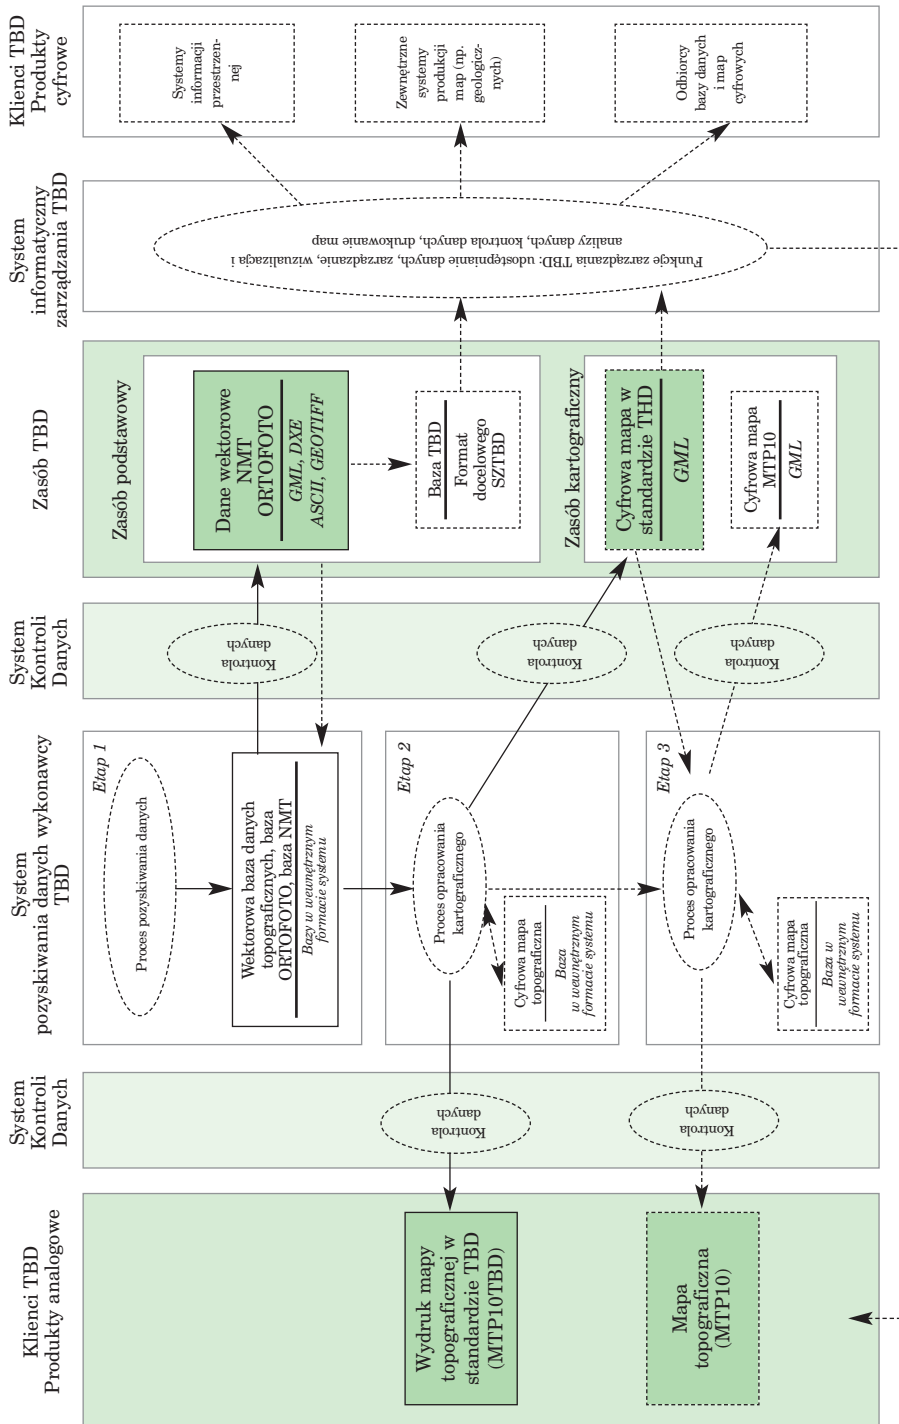 Klienci TBD
Produkty
cyfrowe
Systemy
informacji
przestrzen-
nej
Zewnętrzne
systemy
produkcji
map (np.
geologicz-
nych)
Odbiorcy
bazy danych
i map
cyfrowych
System
infomatyczny
zarządzania TBD
Funkcje zarządzania TBD: udostępnianie danych, zarządzanie, wizualizacja i
analizy danych, kontrola danych, drukowanie map
Zasób TBD
Zasób podstawowy
Dane wektorowe
NMT
ORTOFOTO
GML, DXE
ASCII, GEOTIFF
Baza TBD
Format
docelowego
SZTBD
Zasób kartograficzny
Cyfrowa mapa w
standardzie THD
GML
Cyfrowa mapa
MTP10
GML
System
Kontroli
Danych
Kontrola
danych
Kontrola
danych
Kontrola
danych
System
pozyskiwania danych wykonawcy
TBD
Etap 1
Proces pozyskiwania danych
Wektorowa baza danych
topograficznych, baza
ORTOFOTO, baza NMT
Bazy w wewnętrznym
formacie systemu
Etap 2
Proces opracowania
kartograficznego
Cyfrowa mapa
topograficzna
Baza
w wewnętrznym
formacie systemu
Etap 3
Proces opracowania
kartograficznego
Cyfrowa mapa
topograficzna
Baza w
wewnętrznym
formacie systemu
System
Kontroli
Danych
Kontrola
danych
Kontrola
danych
Klienci TBD
Produkty analogowe
Wydruk mapy
topograficznej w
standardzie TBD
(MTP10TBD)
Mapa
topograficzna
(MTP10)